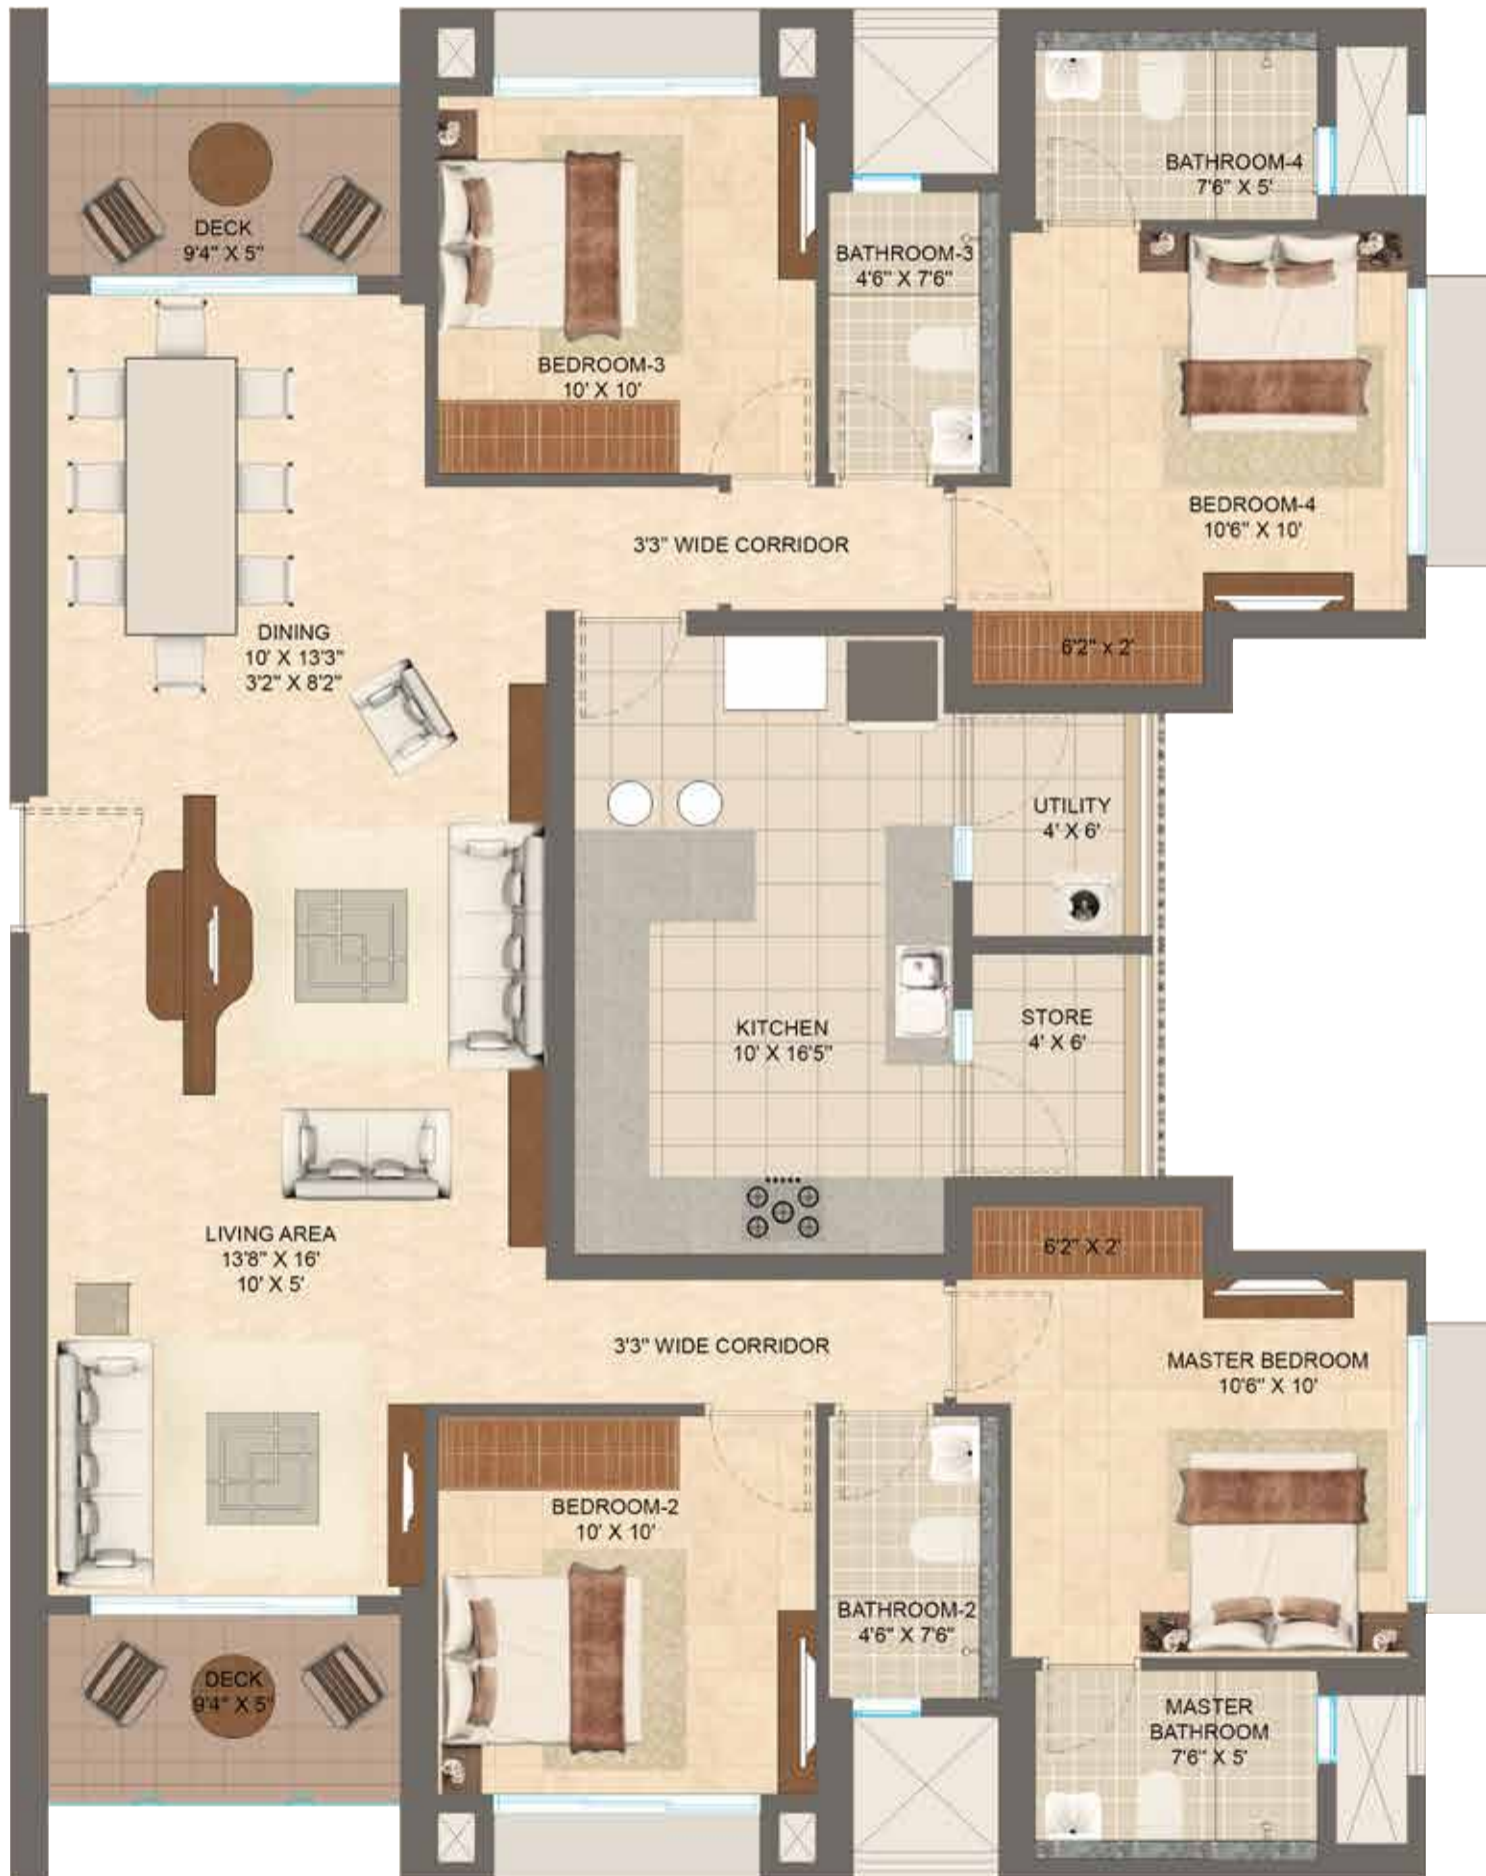 BATHROOM-4
7'6" X 5'
DECK
9'4" X 5"
BATHROOM-3
4'6" X 7'6"
BEDROOM-3
10' X 10'
BEDROOM-4
10'6" X 10'
3'3" WIDE CORRIDOR
DINING
10' X 13'3"
3'2" X 8'2"
6'2" x 2'
UTILITY
4' X 6'
KITCHEN
10' X 16'5"
STORE
4' X 6'
LIVING AREA
13'8" X 16'
10' X 5'
6'2" X 2'
3'3" WIDE CORRIDOR
MASTER BEDROOM
10'6" X 10'
BEDROOM-2
10' X 10'
BATHROOM-2
4'6" X 7'6"
DECK
9'4" X 5"
MASTER
BATHROOM
7'6" X 5'